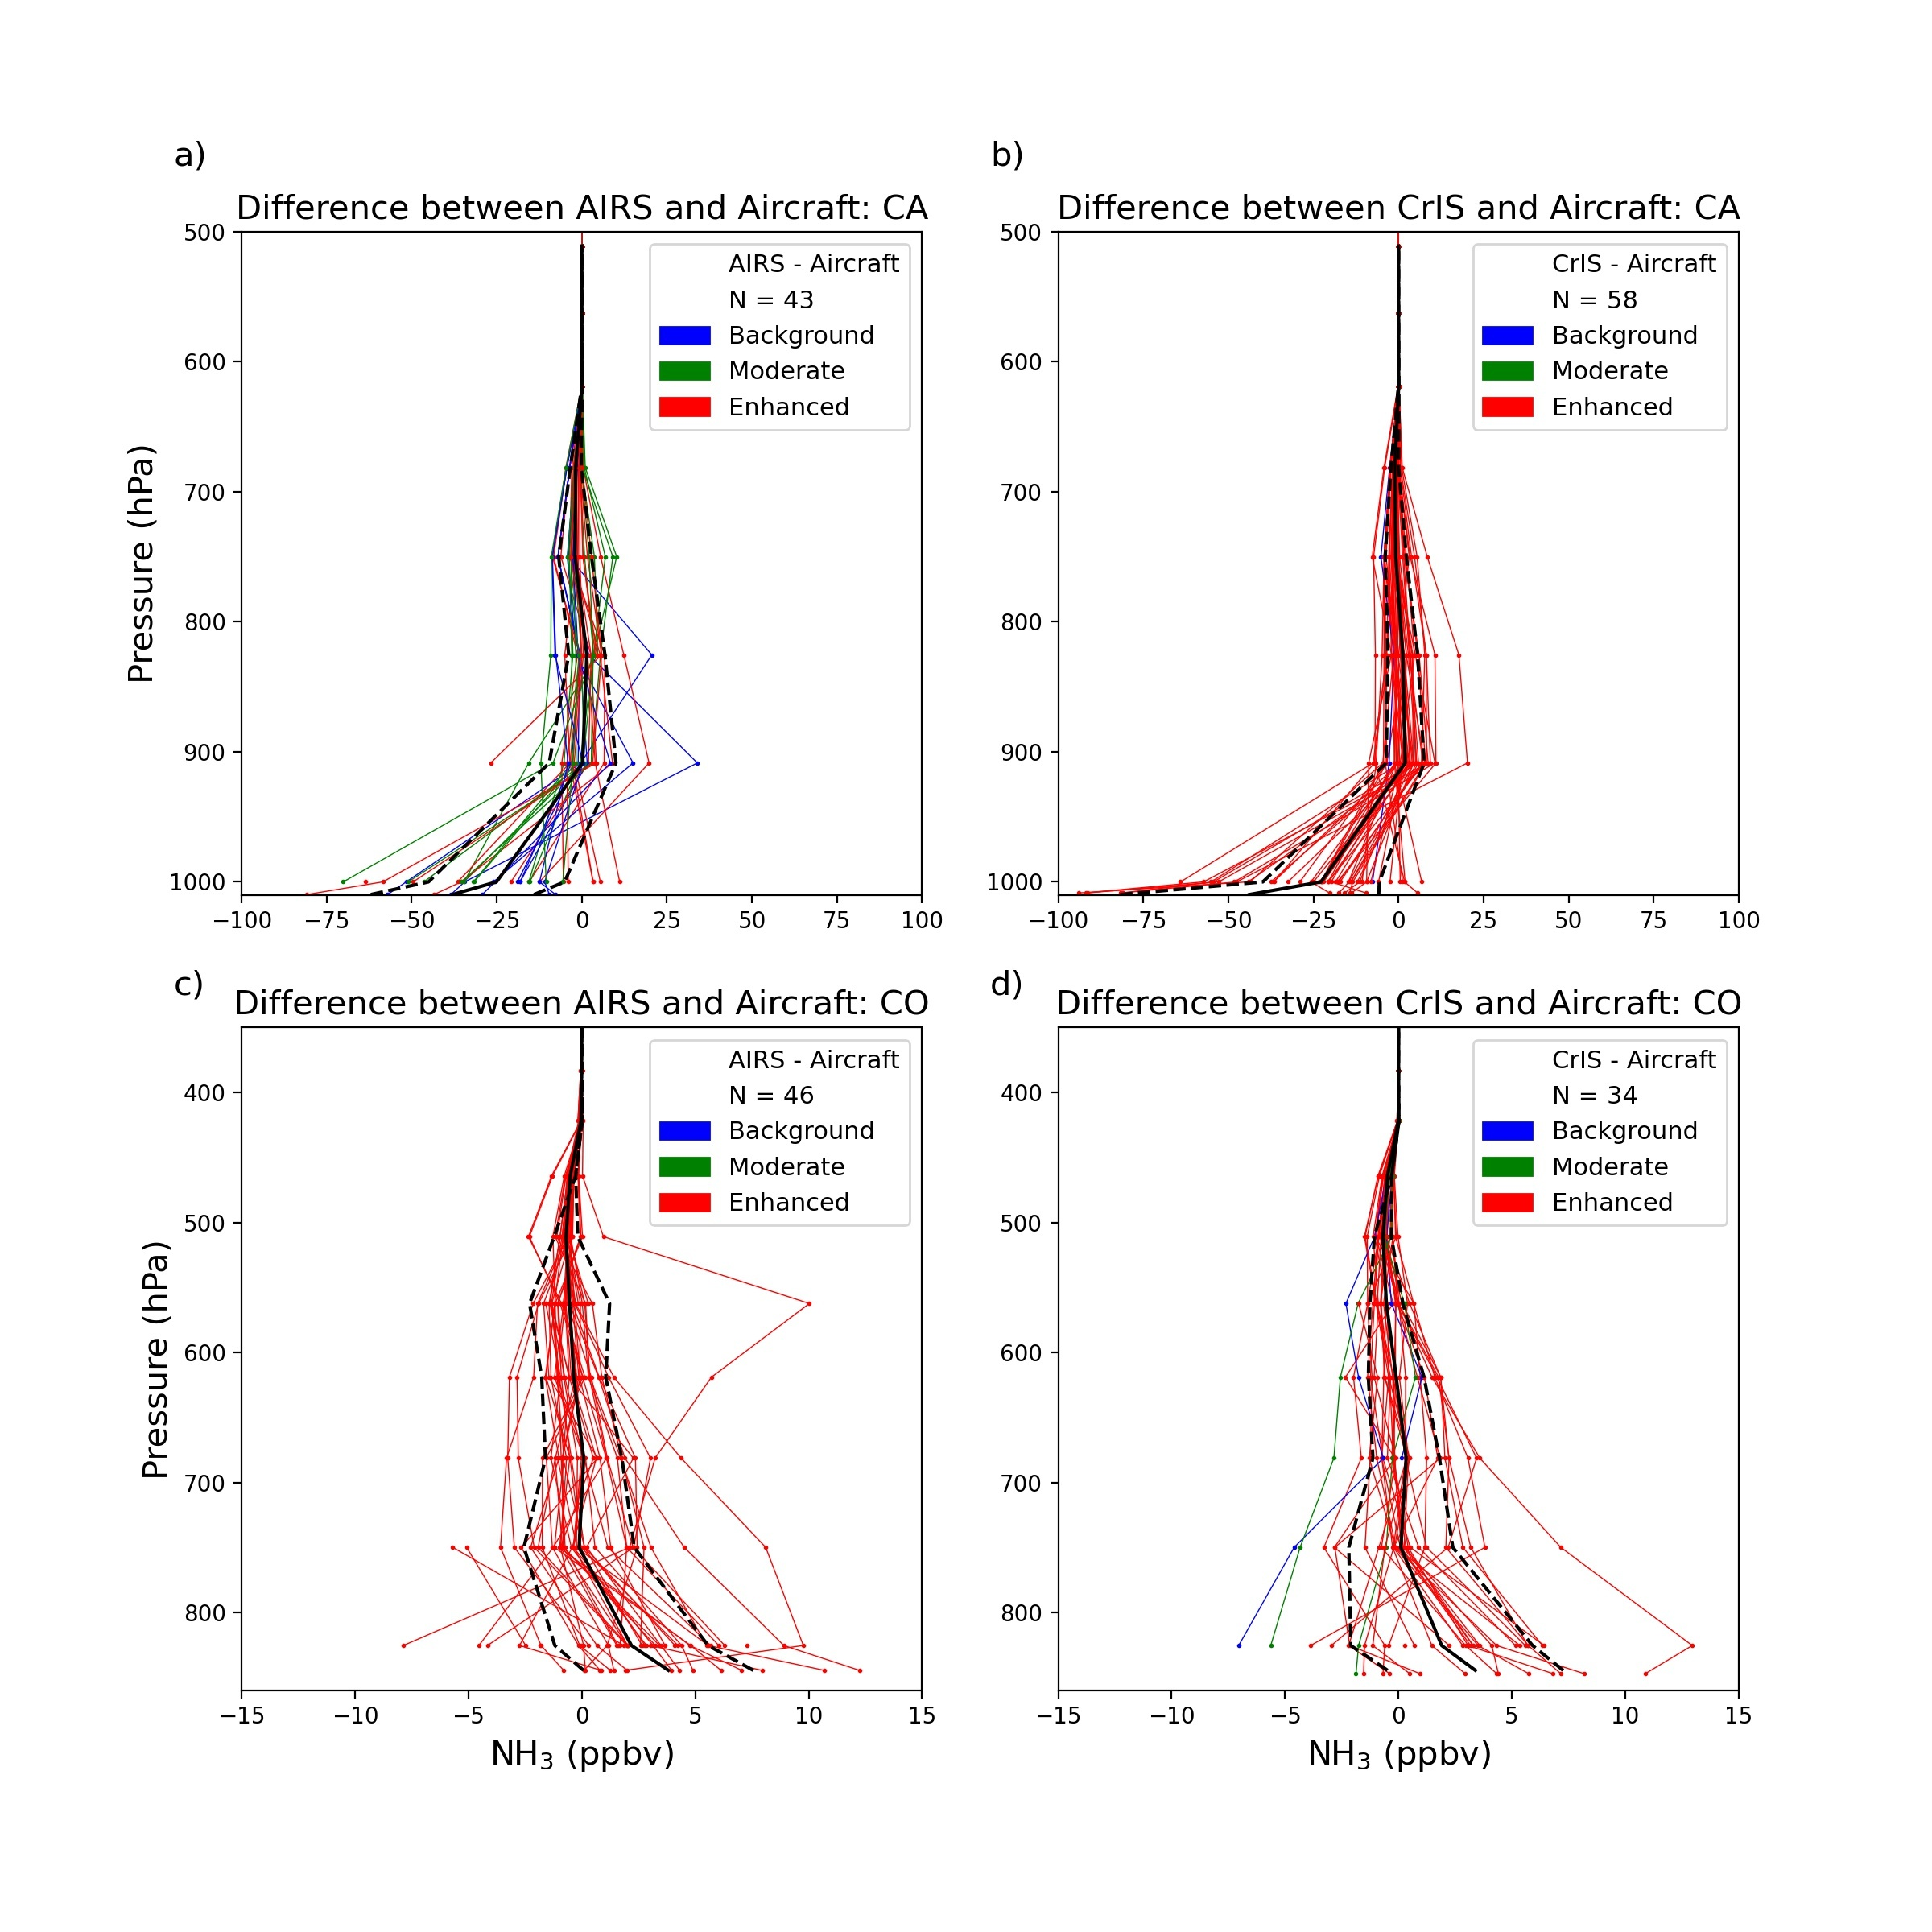 a)
Difference between AIRS and Aircraft: CA
AIRS - Aircraft
N = 43
Background
Moderate
Enhanced
500
600
700
800
900
1000
Pressure (hPa)
−100 −75 −50 −25 0 25 50 75 100
b)
Difference between CrIS and Aircraft: CA
CrIS - Aircraft
N = 58
Background
Moderate
Enhanced
500
600
700
800
900
1000
−100 −75 −50 −25 0 25 50 75 100
c)
Difference between AIRS and Aircraft: CO
AIRS - Aircraft
N = 46
Background
Moderate
Enhanced
400
500
600
700
800
Pressure (hPa)
−15 −10 −5 0 5 10 15
NH₃ (ppbv)
d)
Difference between CrIS and Aircraft: CO
CrIS - Aircraft
N = 34
Background
Moderate
Enhanced
400
500
600
700
800
−15 −10 −5 0 5 10 15
NH₃ (ppbv)